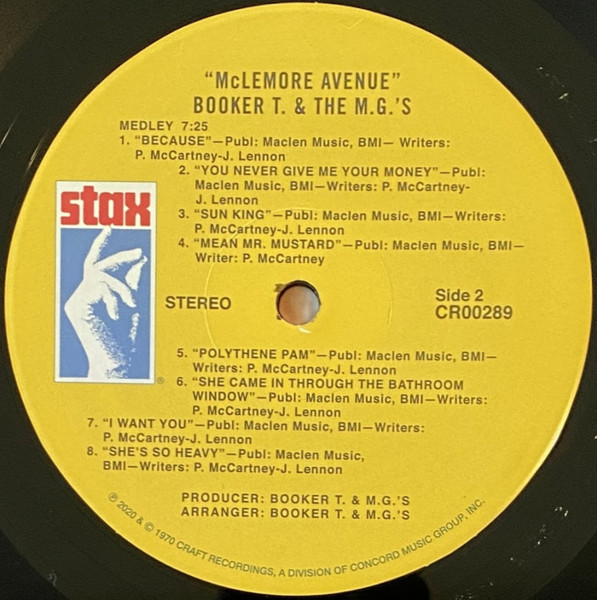 "McLEMORE AVENUE"
BOOKER T. & THE M.G.'S
MEDLEY 7:25
1. "BECAUSE"—Publ: Maclen Music, BMI— Writers:
P. McCartney-J. Lennon
2. "YOU NEVER GIVE ME YOUR MONEY"—Publ:
Maclen Music, BMI—Writers: P. McCartney-
J. Lennon
3. "SUN KING"—Publ: Maclen Music, BMI—Writers:
P. McCartney-J. Lennon
4. "MEAN MR. MUSTARD"—Publ: Maclen Music, BMI—
Writer: P. McCartney
stax
®
STEREO
Side 2
CR00289
5. "POLYTHENE PAM"—Publ: Maclen Music, BMI—
Writers: P. McCartney-J. Lennon
6. "SHE CAME IN THROUGH THE BATHROOM
WINDOW"—Publ: Maclen Music, BMI—Writers:
P. McCartney-J. Lennon
7. "I WANT YOU"—Publ: Maclen Music, BMI—Writers:
P. McCartney-J. Lennon
8. "SHE'S SO HEAVY"—Publ: Maclen Music,
BMI—Writers: P. McCartney-J. Lennon
PRODUCER: BOOKER T. & M.G.'S
ARRANGER: BOOKER T. & M.G.'S
℗ 2020 & © 1970 CRAFT RECORDINGS, A DIVISION OF CONCORD MUSIC GROUP, INC.